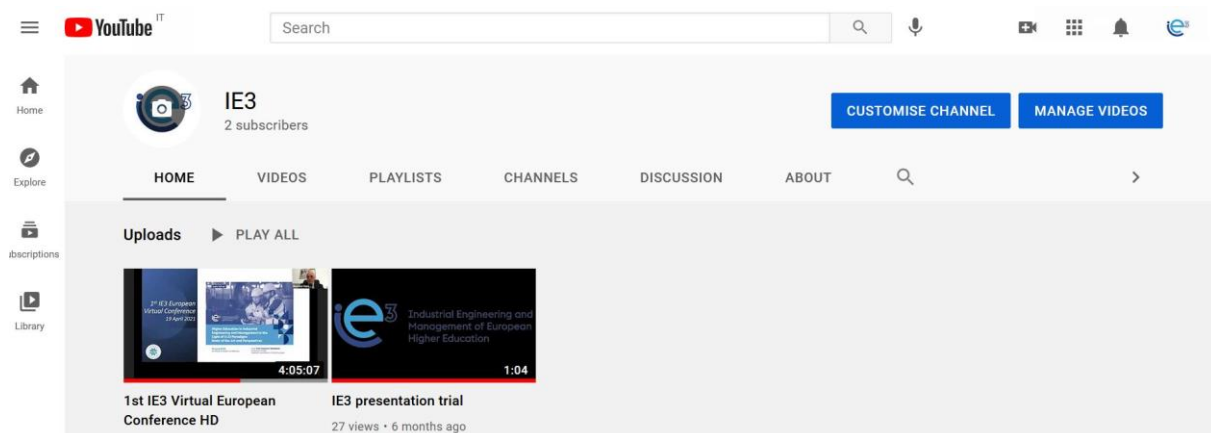 YouTube IT
Search
ie3
Home
Explore
ubscriptions
Library
IE3
2 subscribers
CUSTOMISE CHANNEL
MANAGE VIDEOS
HOME
VIDEOS
PLAYLISTS
CHANNELS
DISCUSSION
ABOUT
Uploads
PLAY ALL
1st IE3 European
Virtual Conference
19 April 2021
4:05:07
ie3
Industrial Engineering and
Management of European
Higher Education
1:04
1st IE3 Virtual European
Conference HD
IE3 presentation trial
27 views • 6 months ago